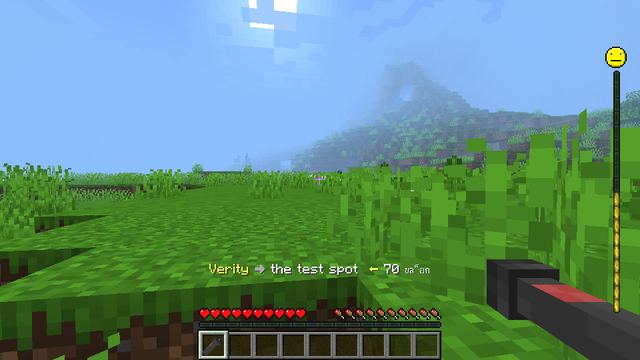 Verity ➡ the test spot ← 70